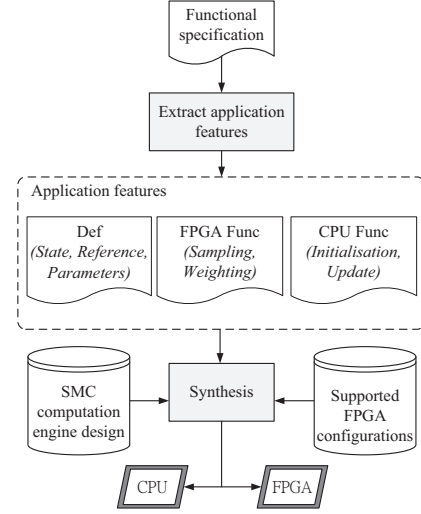 Functional
specification
Extract application
features
Application features
Def
(State, Reference,
Parameters)
FPGA Func
(Sampling,
Weighting)
CPU Func
(Initialisation,
Update)
SMC
computation
engine design
Synthesis
Supported
FPGA
configurations
CPU
FPGA